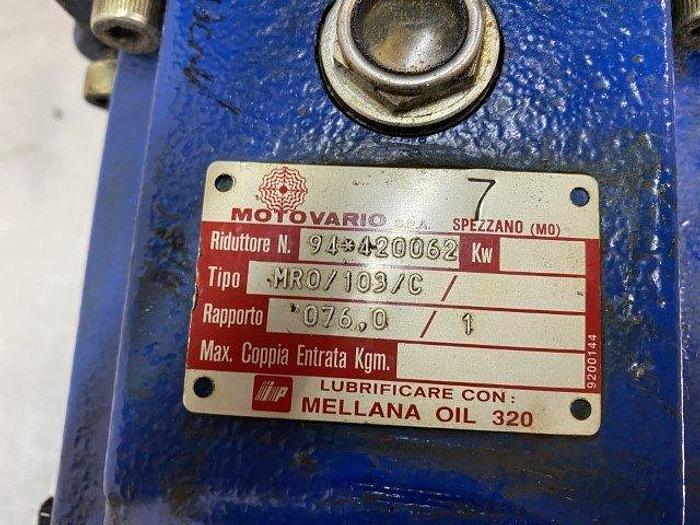 7
MOTOVARIO S.P.A. SPEZZANO (MO)
Riduttore N. 94*420062 Kw
Tipo MRO/103/C /
Rapporto 076,0 / 1
Max. Coppia Entrata Kgm.
9200144
IP LUBRIFICARE CON:
MELLANA OIL 320